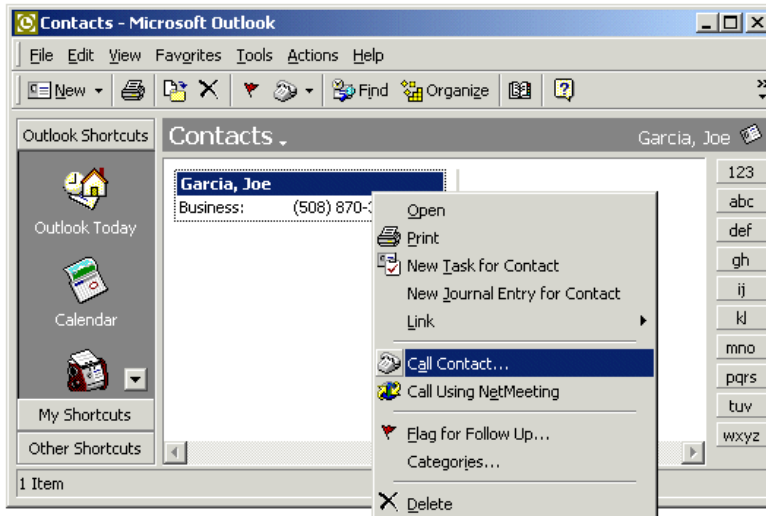 Contacts - Microsoft Outlook
File Edit View Favorites Tools Actions Help
New Find Organize
Outlook Shortcuts
Contacts
Garcia, Joe
Outlook Today
Calendar
My Shortcuts
Other Shortcuts
Garcia, Joe
Business: (508) 870-
Open
Print
New Task for Contact
New Journal Entry for Contact
Link
Call Contact...
Call Using NetMeeting
Flag for Follow Up...
Categories...
Delete
123
abc
def
gh
ij
kl
mno
pqrs
tuv
wxyz
1 Item